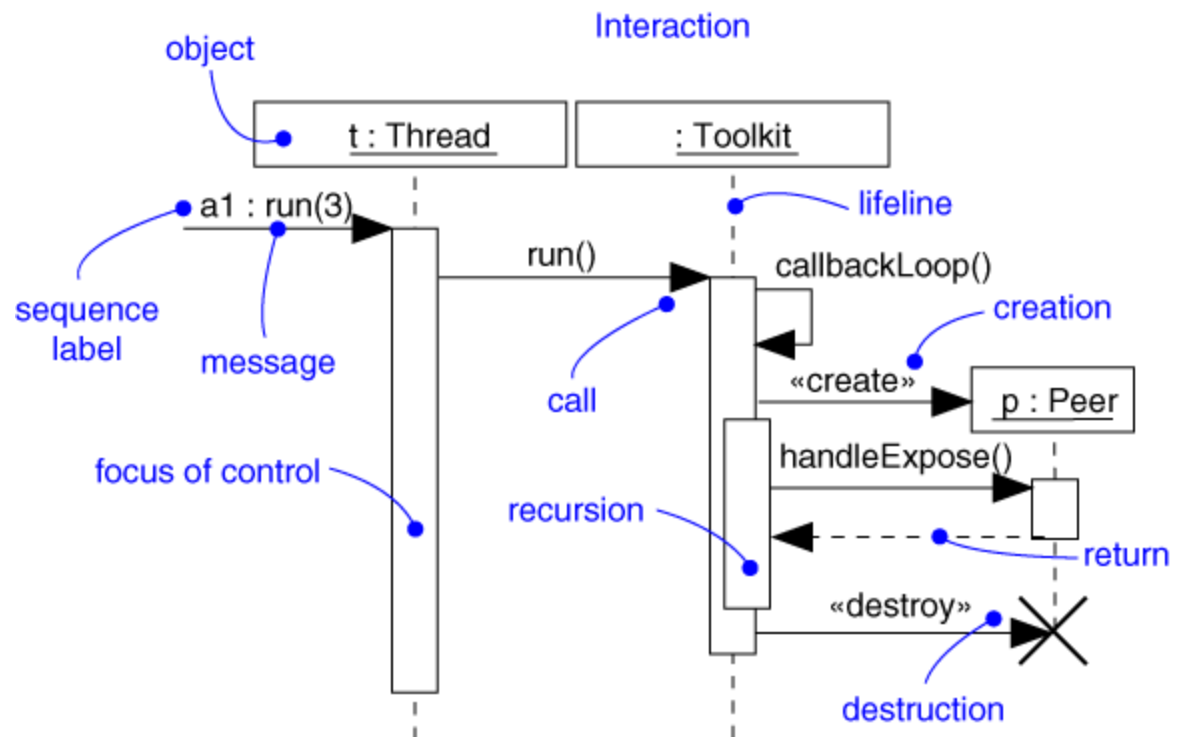 Interaction
object
t : Thread
: Toolkit
a1 : run(3)
lifeline
run()
callbackLoop()
sequence
label
creation
message
«create»
call
p : Peer
focus of control
handleExpose()
recursion
return
«destroy»
destruction